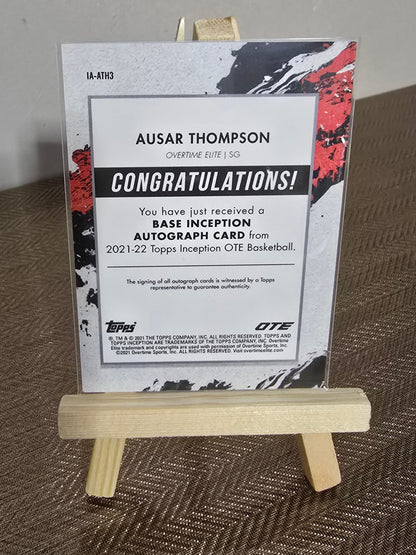 IA-ATH3
AUSAR THOMPSON
OVERTIME ELITE | SG
CONGRATULATIONS!
You have just received a
BASE INCEPTION
AUTOGRAPH CARD from
2021-22 Topps Inception OTE Basketball.
The signing of all autograph cards is witnessed by a Topps
representative to guarantee authenticity.
Topps OTE
®, TM & © 2021 THE TOPPS COMPANY, INC. ALL RIGHTS RESERVED. TOPPS AND
TOPPS INCEPTION ARE TRADEMARKS OF THE TOPPS COMPANY, INC. Overtime
Elite trademark and copyrights are used with permission of Overtime Sports, Inc.
©2021 Overtime Sports, Inc. All Rights Reserved. Visit overtimeelite.com